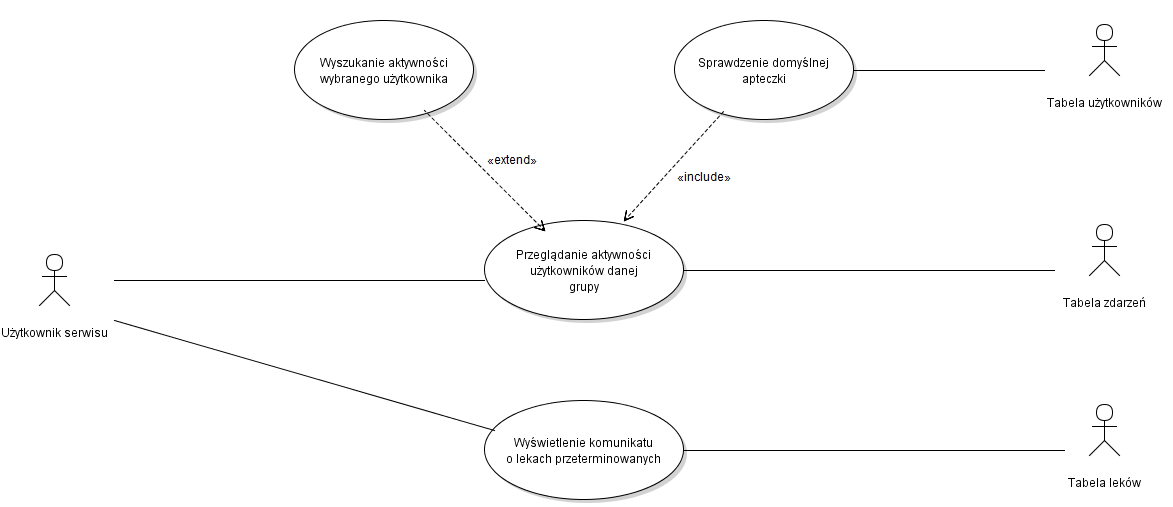 Wyszukanie aktywności
wybranego użytkownika
Sprawdzenie domyślnej
apteczki
Tabela użytkowników
«extend»
«include»
Przeglądanie aktywności
użytkowników danej
grupy
Tabela zdarzeń
Użytkownik serwisu
Wyświetlenie komunikatu
o lekach przeterminowanych
Tabela leków